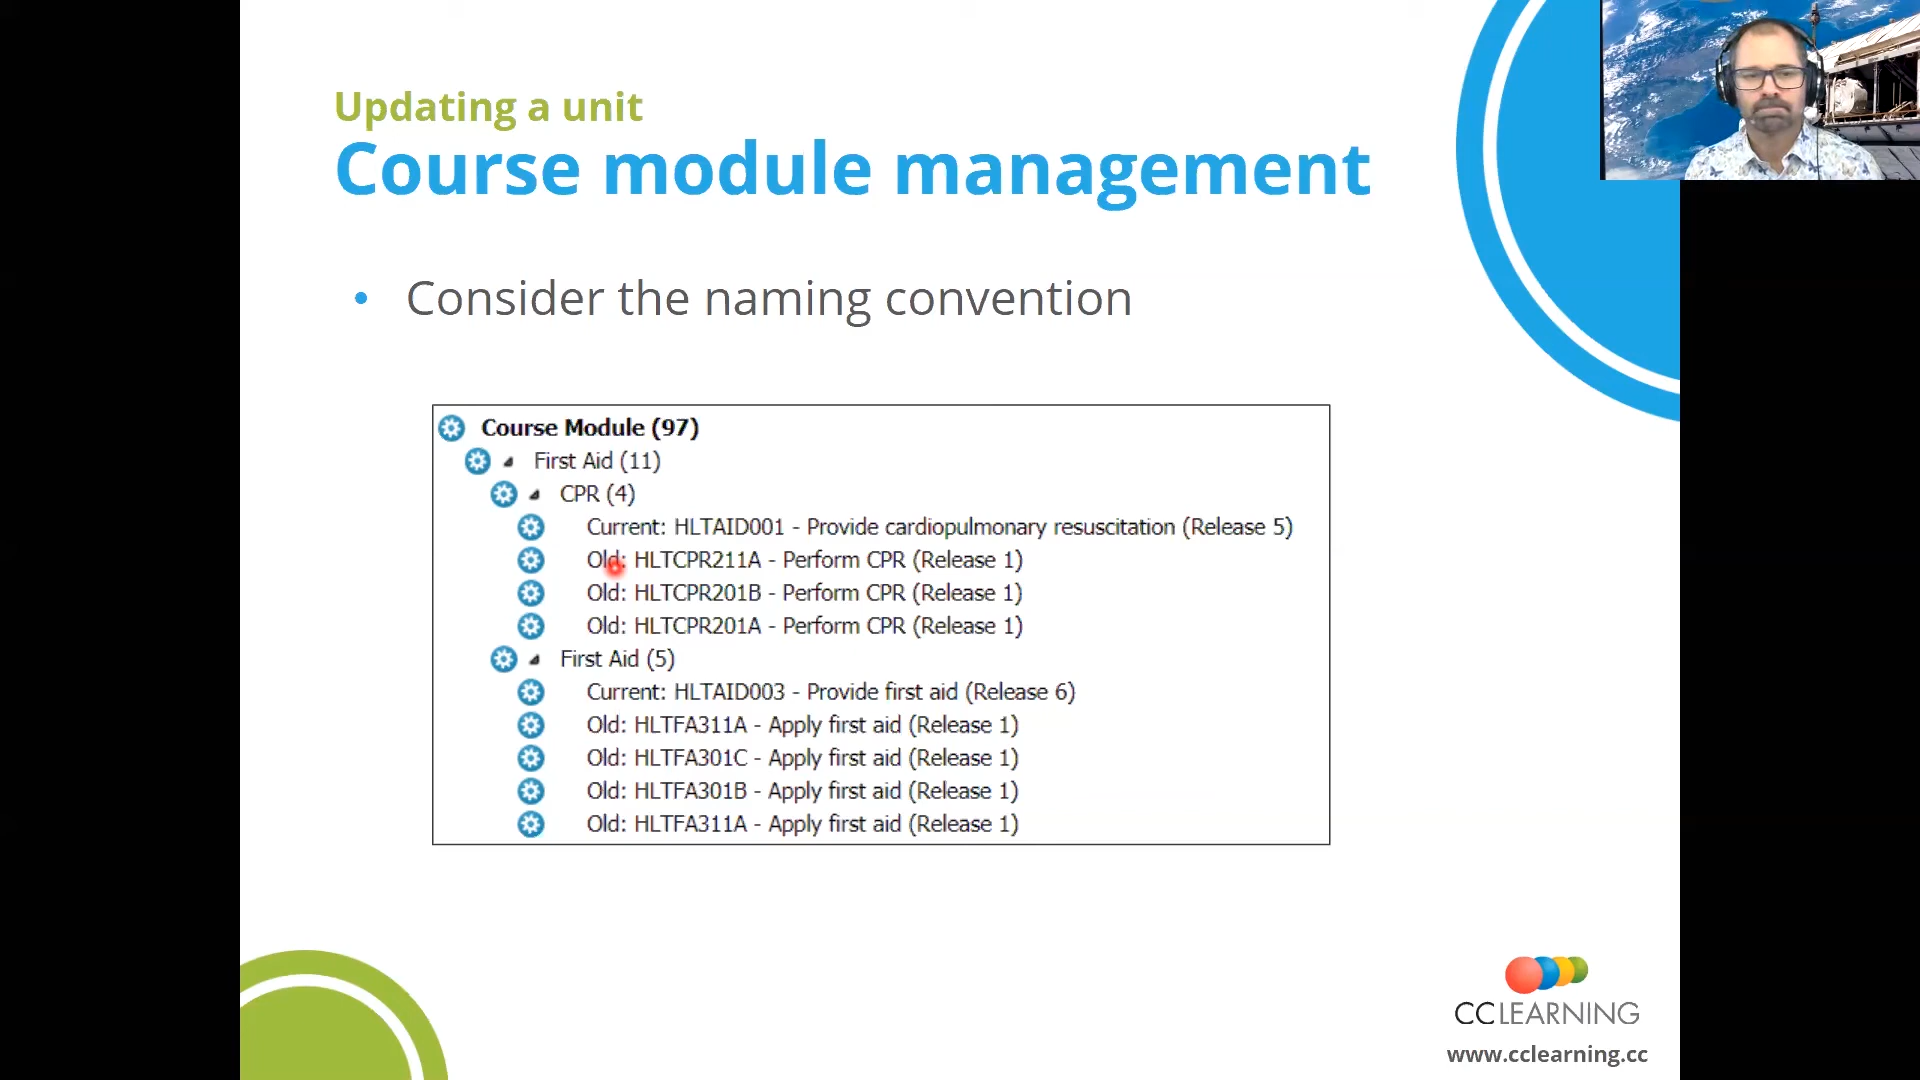 Updating a unit
Course module management
• Consider the naming convention
Course Module (97)
First Aid (11)
CPR (4)
Current: HLTAID001 - Provide cardiopulmonary resuscitation (Release 5)
Old: HLTCPR211A - Perform CPR (Release 1)
Old: HLTCPR201B - Perform CPR (Release 1)
Old: HLTCPR201A - Perform CPR (Release 1)
First Aid (5)
Current: HLTAID003 - Provide first aid (Release 6)
Old: HLTFA311A - Apply first aid (Release 1)
Old: HLTFA301C - Apply first aid (Release 1)
Old: HLTFA301B - Apply first aid (Release 1)
Old: HLTFA311A - Apply first aid (Release 1)
CCLEARNING
www.cclearning.cc